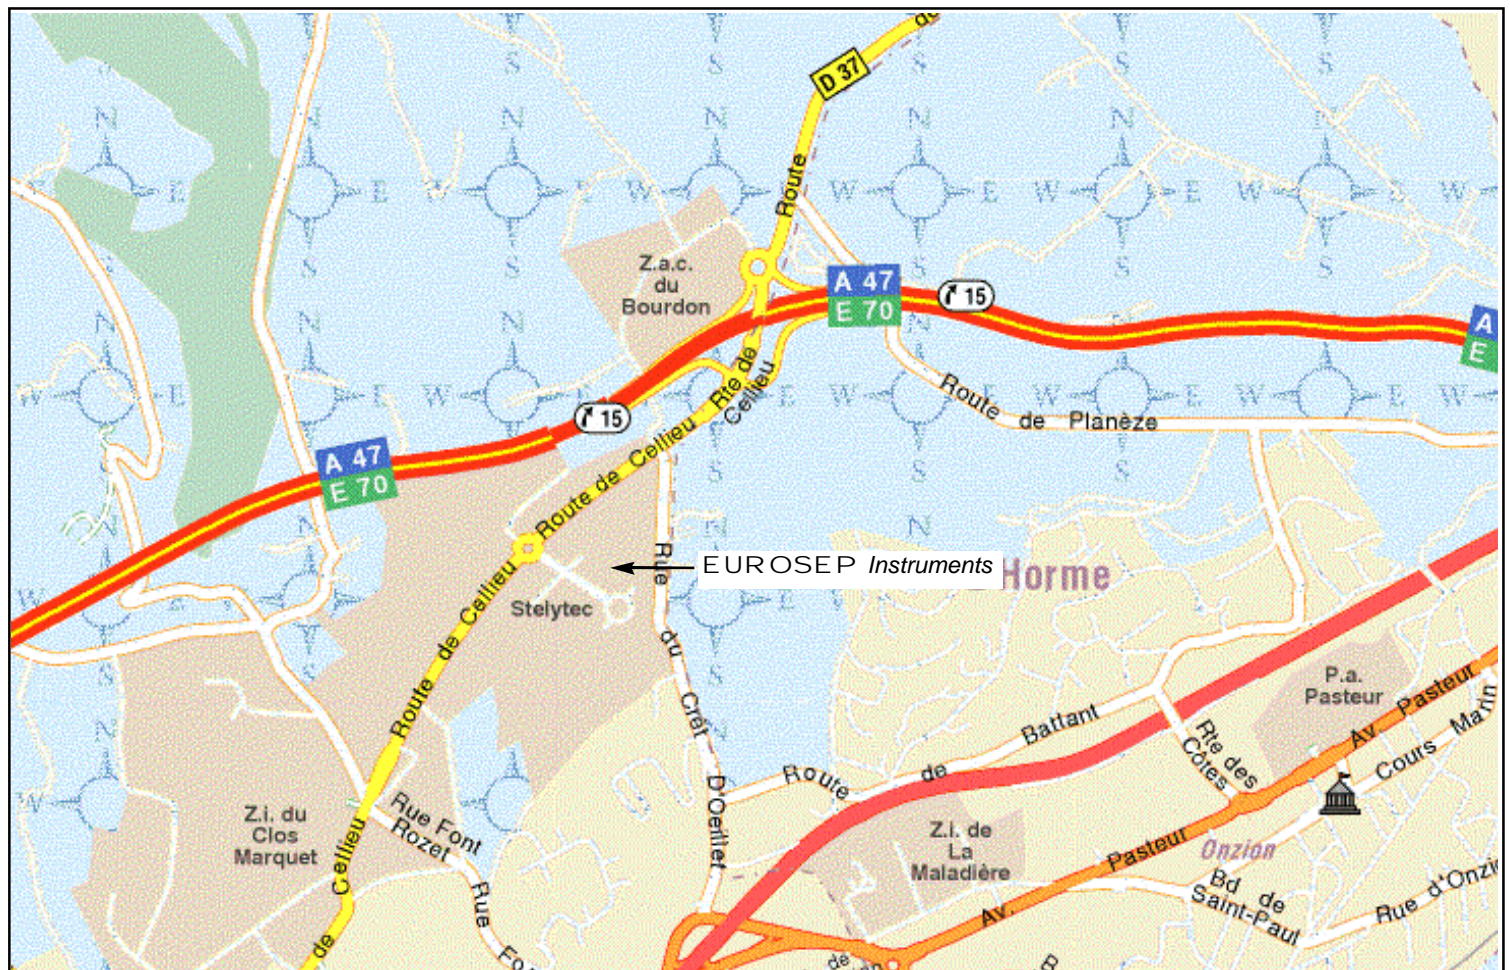 de
D 37
Route
Z.a.c.
du
Bourdon
A 47
E 70
15
A
E
Rte de
Cellieu
Route de Planèze
15
Route de Cellieu
A 47
E 70
Rue du Crêt D'Oeillet
EUROSEP Instruments
Horme
Stelytec
Route de Cellieu
P.a.
Pasteur
Av. Pasteur
Cours Marin
Route de Battant
Rte des
Côtes
Z.i. du
Clos
Marquet
Rue Font
Rozet
Cellieu
de
Rue
Fo
Z.i. de
La
Maladière
Av. Pasteur
Onzion
Bd de
Saint-Paul
Rue d'Onzi
de
N
S
W
E